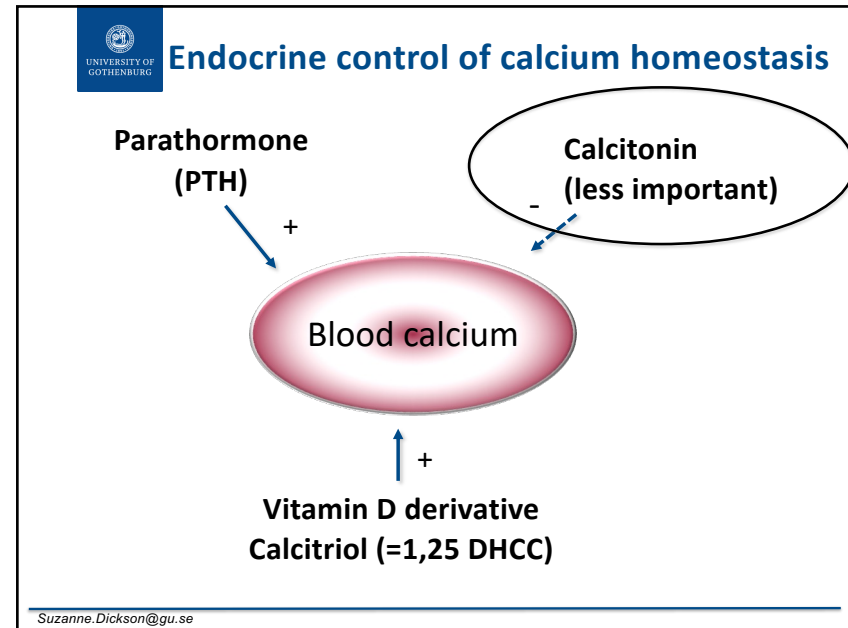 UNIVERSITY OF
GOTHENBURG
Endocrine control of calcium homeostasis
Parathormone
(PTH)
+
Calcitonin
(less important)
-
Blood calcium
+
Vitamin D derivative
Calcitriol (=1,25 DHCC)
Suzanne.Dickson@gu.se